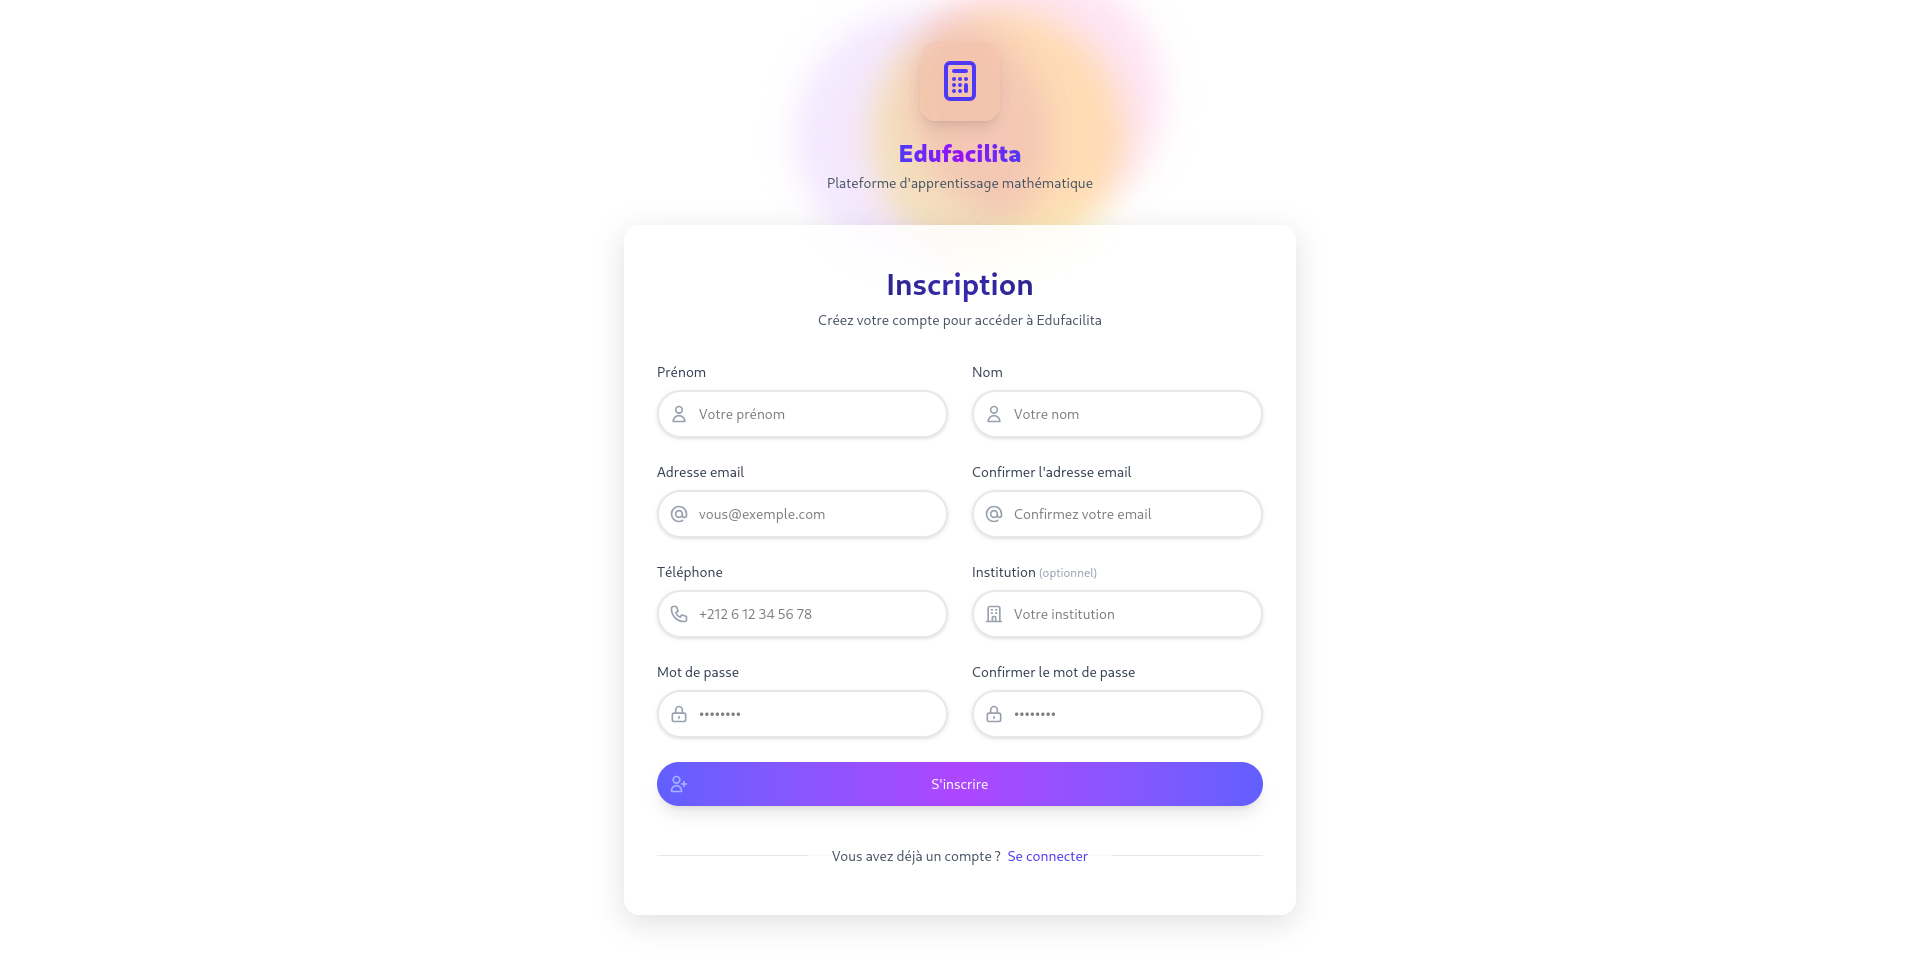 Edufacilita
Plateforme d'apprentissage mathématique
Inscription
Créez votre compte pour accéder à Edufacilita
Prénom
Nom
Votre prénom
Votre nom
Adresse email
Confirmer l'adresse email
vous@exemple.com
Confirmez votre email
Téléphone
Institution (optionnel)
+212 6 12 34 56 78
Votre institution
Mot de passe
Confirmer le mot de passe
••••••••
••••••••
S'inscrire
Vous avez déjà un compte ? Se connecter